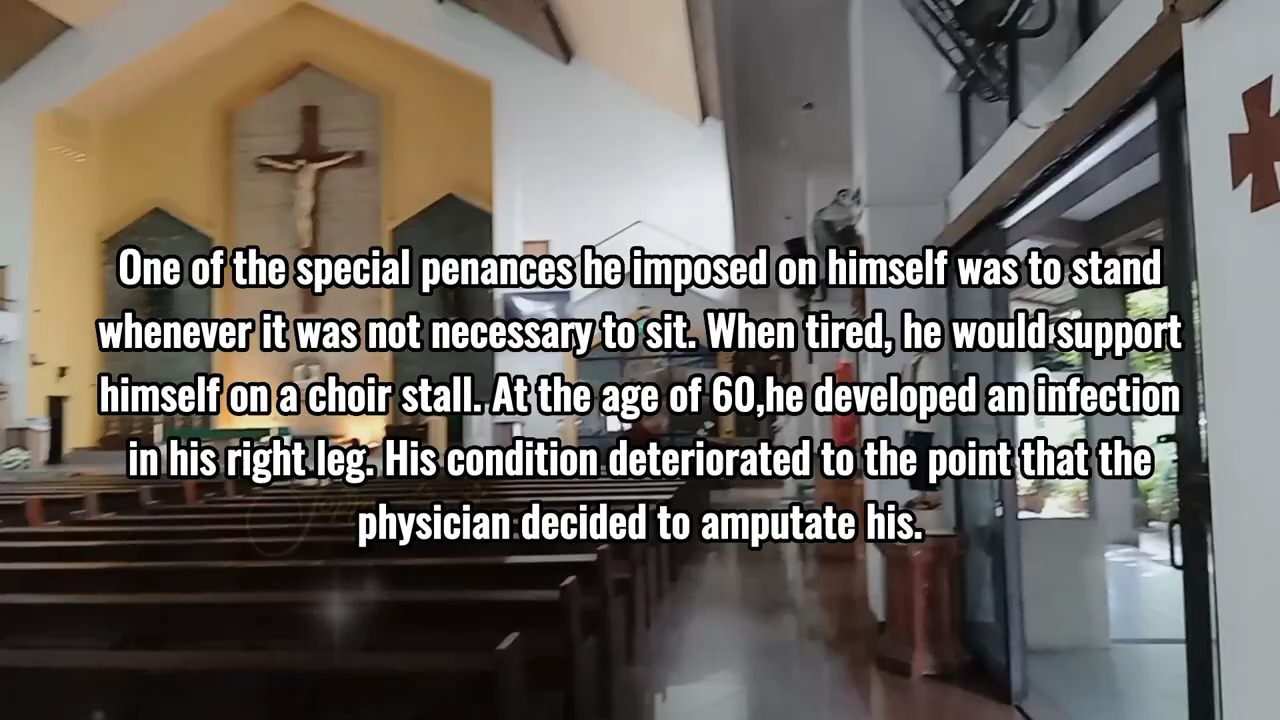 One of the special penances he imposed on himself was to stand
whenever it was not necessary to sit. When tired, he would support
himself on a choir stall. At the age of 60,he developed an infection
in his right leg. His condition deteriorated to the point that the
physician decided to amputate his.